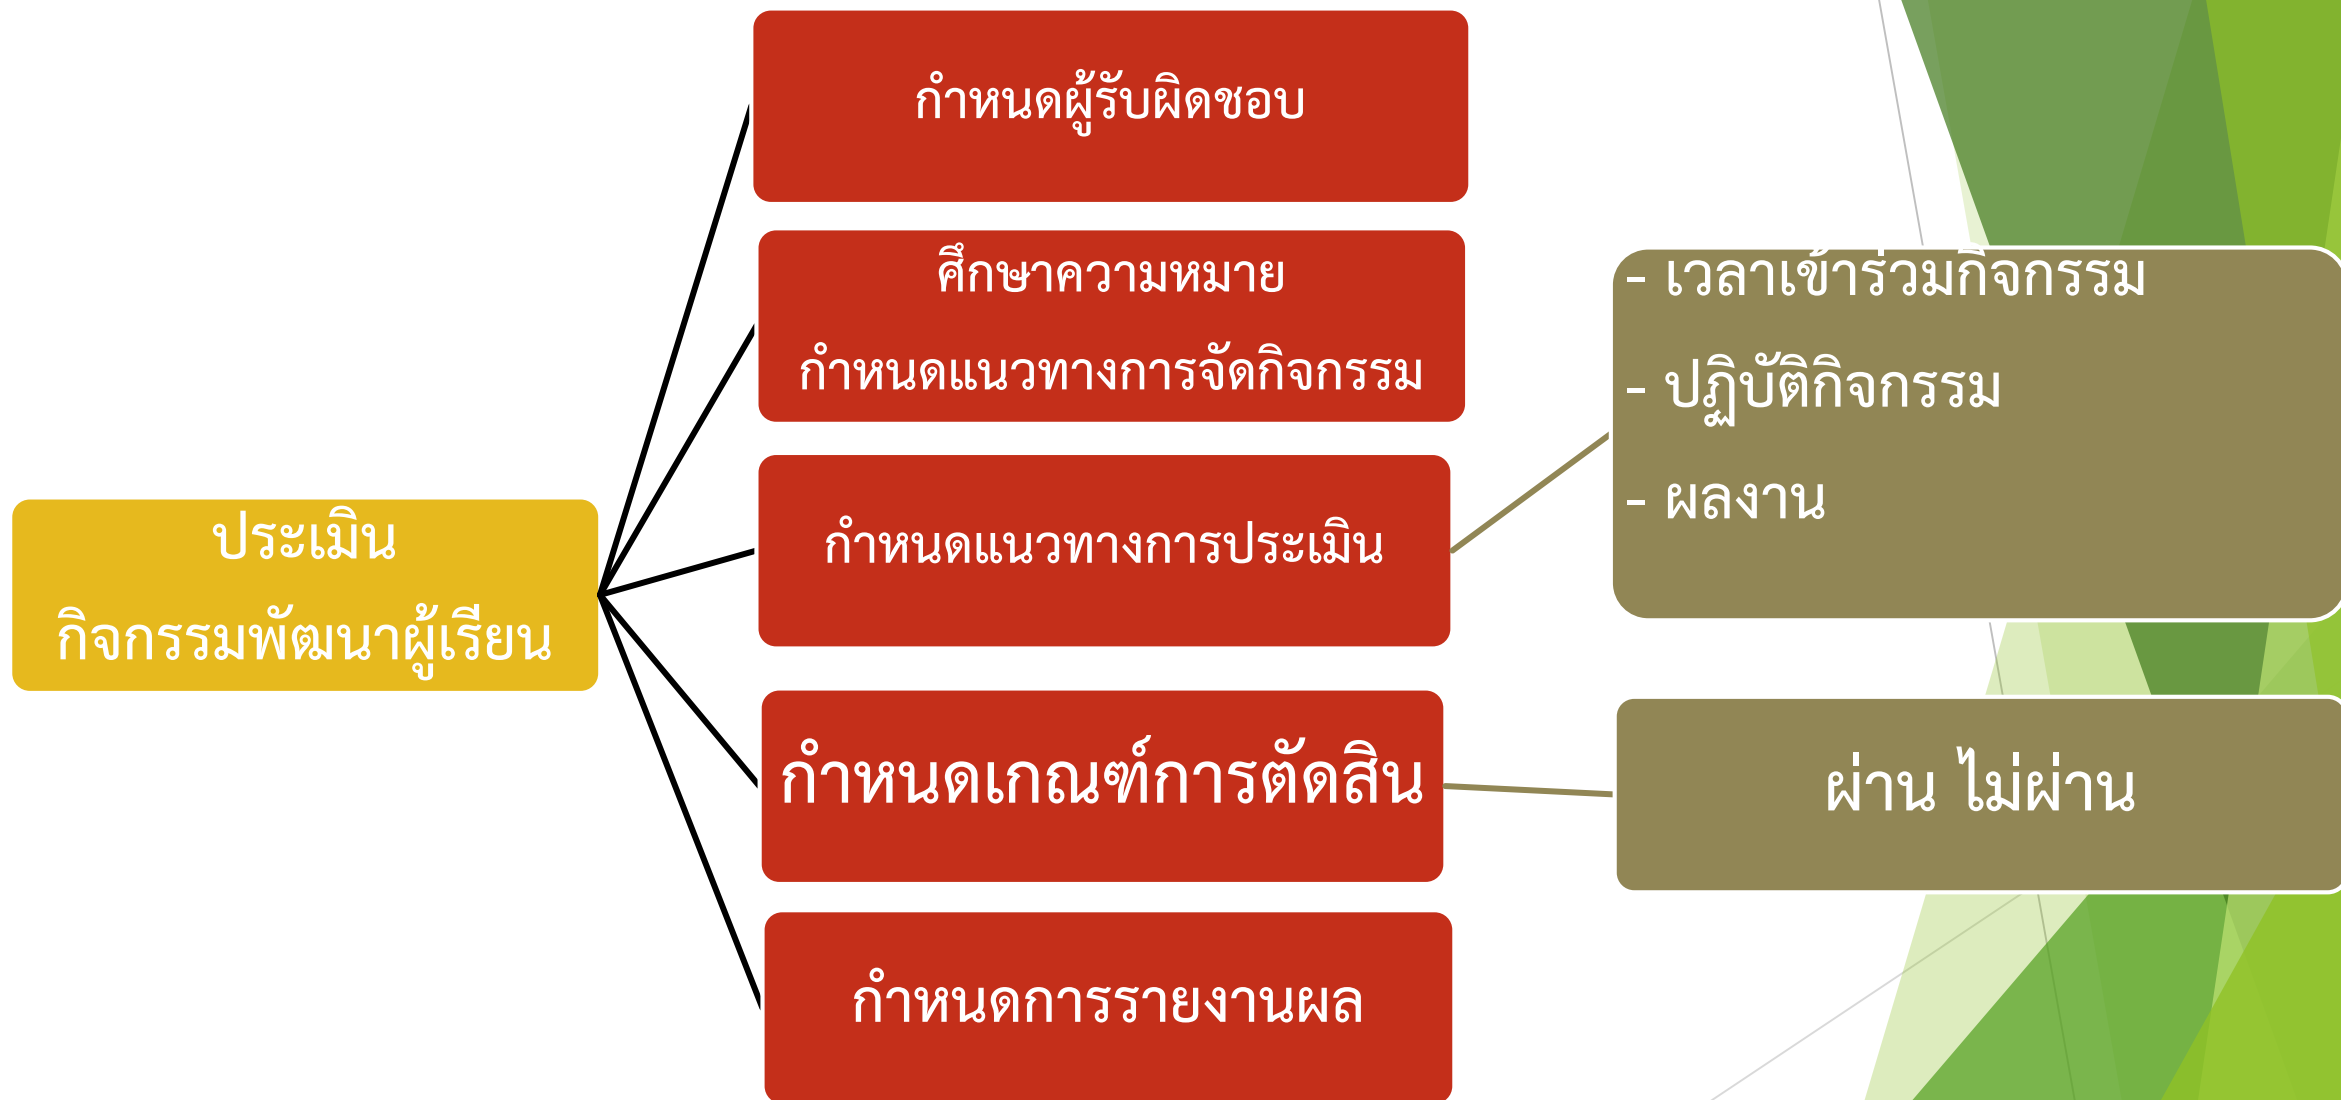 กำหนดผู้รับผิดชอบ
ศึกษาความหมาย
กำหนดแนวทางการจัดกิจกรรม
- เวลาเข้าร่วมกิจกรรม
- ปฏิบัติกิจกรรม
- ผลงาน
ประเมิน
กิจกรรมพัฒนาผู้เรียน
กำหนดแนวทางการประเมิน
กำหนดเกณฑ์การตัดสิน
ผ่าน ไม่ผ่าน
กำหนดการรายงานผล